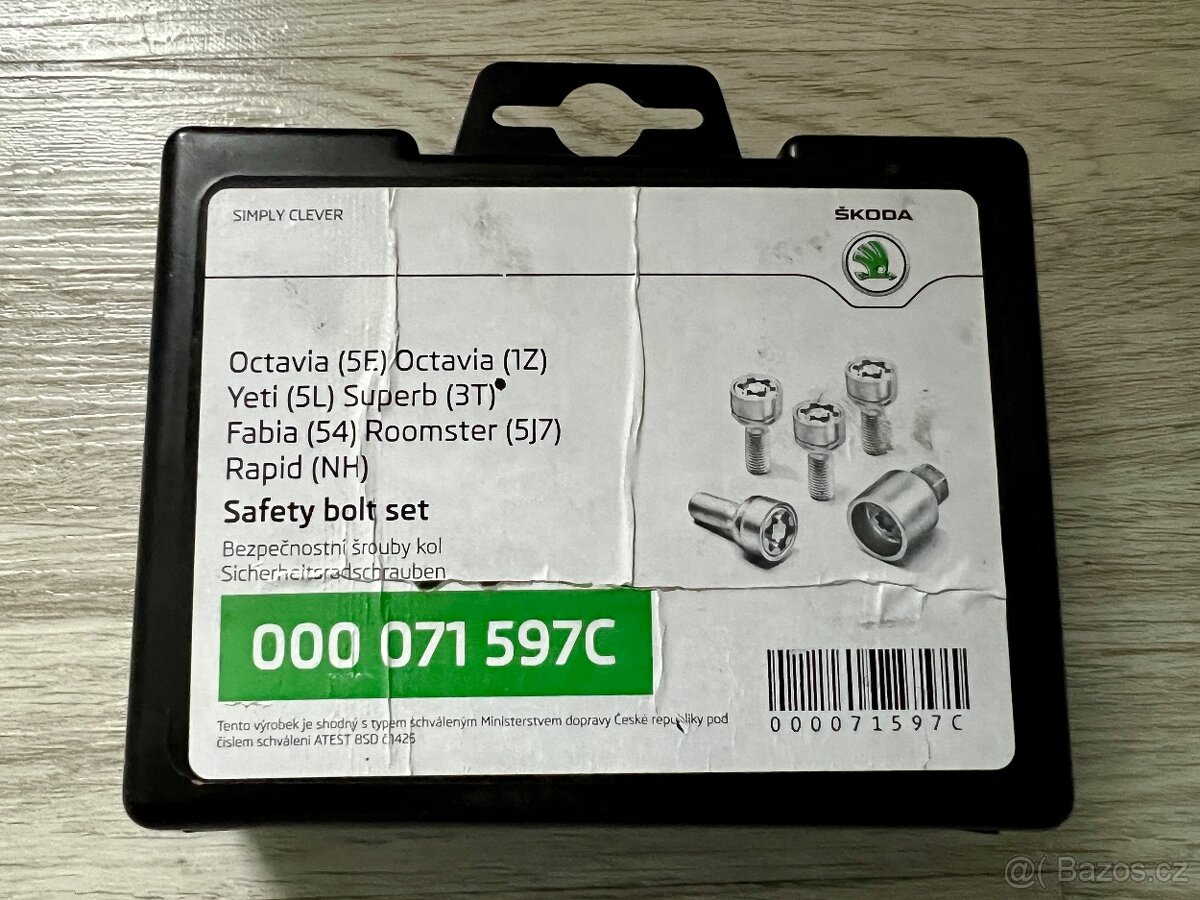 SIMPLY CLEVER
ŠKODA
Octavia (5E) Octavia (1Z)
Yeti (5L) Superb (3T)
Fabia (54) Roomster (5J7)
Rapid (NH)
Safety bolt set
Bezpečnostní šrouby kol
Sicherheitsradschrauben
000 071 597C
Tento výrobek je shodný s typem schváleným Ministerstvem dopravy České republiky pod
číslem schválení ATEST 8SD č.1425
000071597C
@( Bazos.cz